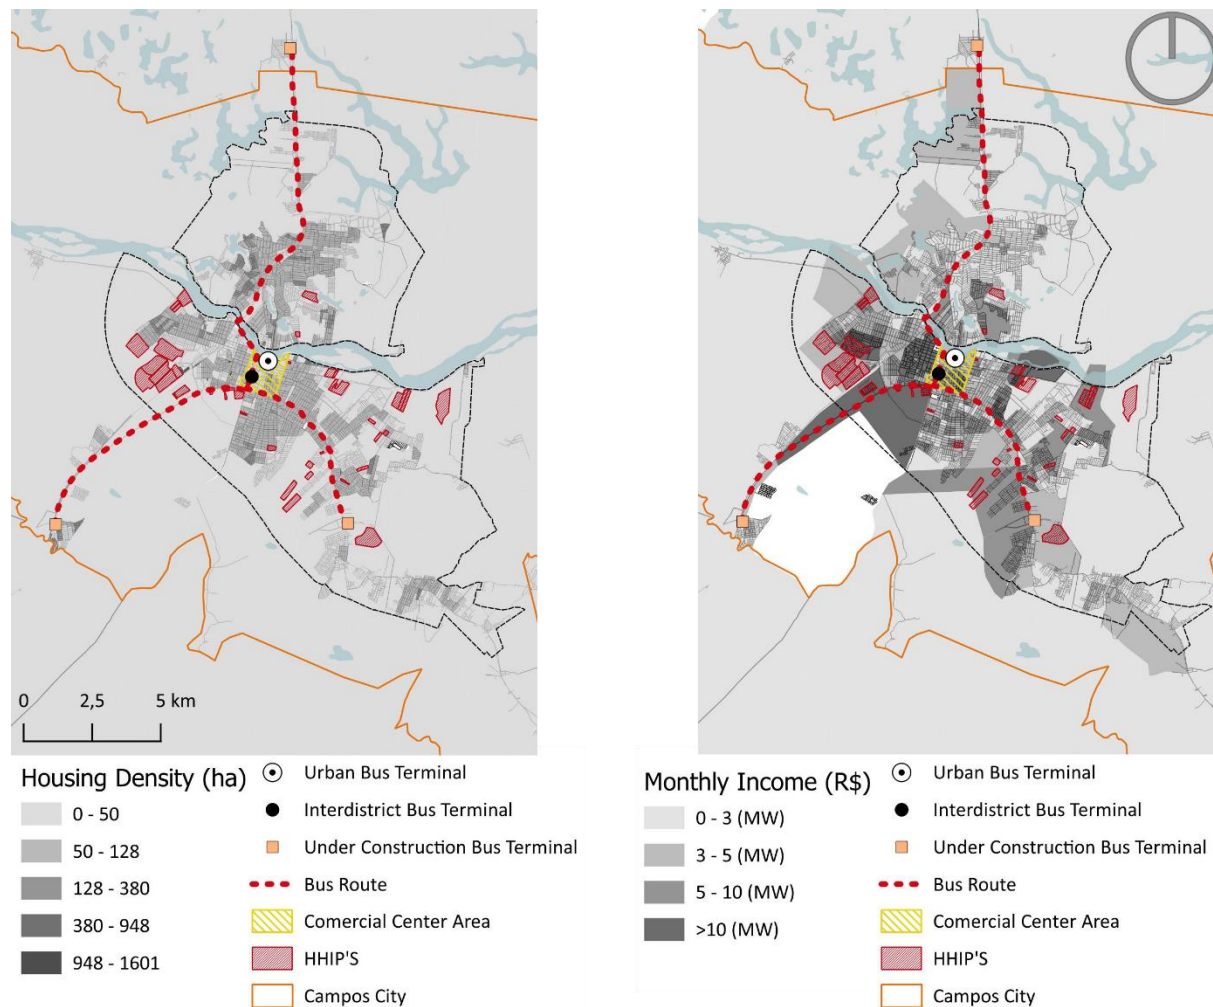 0 2,5 5 km
Housing Density (ha)
0 - 50
50 - 128
128 - 380
380 - 948
948 - 1601
Urban Bus Terminal
Interdistrict Bus Terminal
Under Construction Bus Terminal
Bus Route
Comercial Center Area
HHIP'S
Campos City
Monthly Income (R$)
0 - 3 (MW)
3 - 5 (MW)
5 - 10 (MW)
>10 (MW)
Urban Bus Terminal
Interdistrict Bus Terminal
Under Construction Bus Terminal
Bus Route
Comercial Center Area
HHIP'S
Campos City